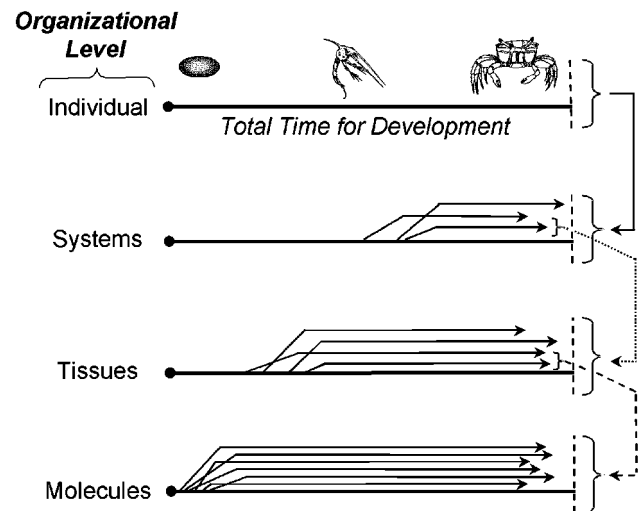 Organizational
Level
Individual
Total Time for Development
Systems
Tissues
Molecules